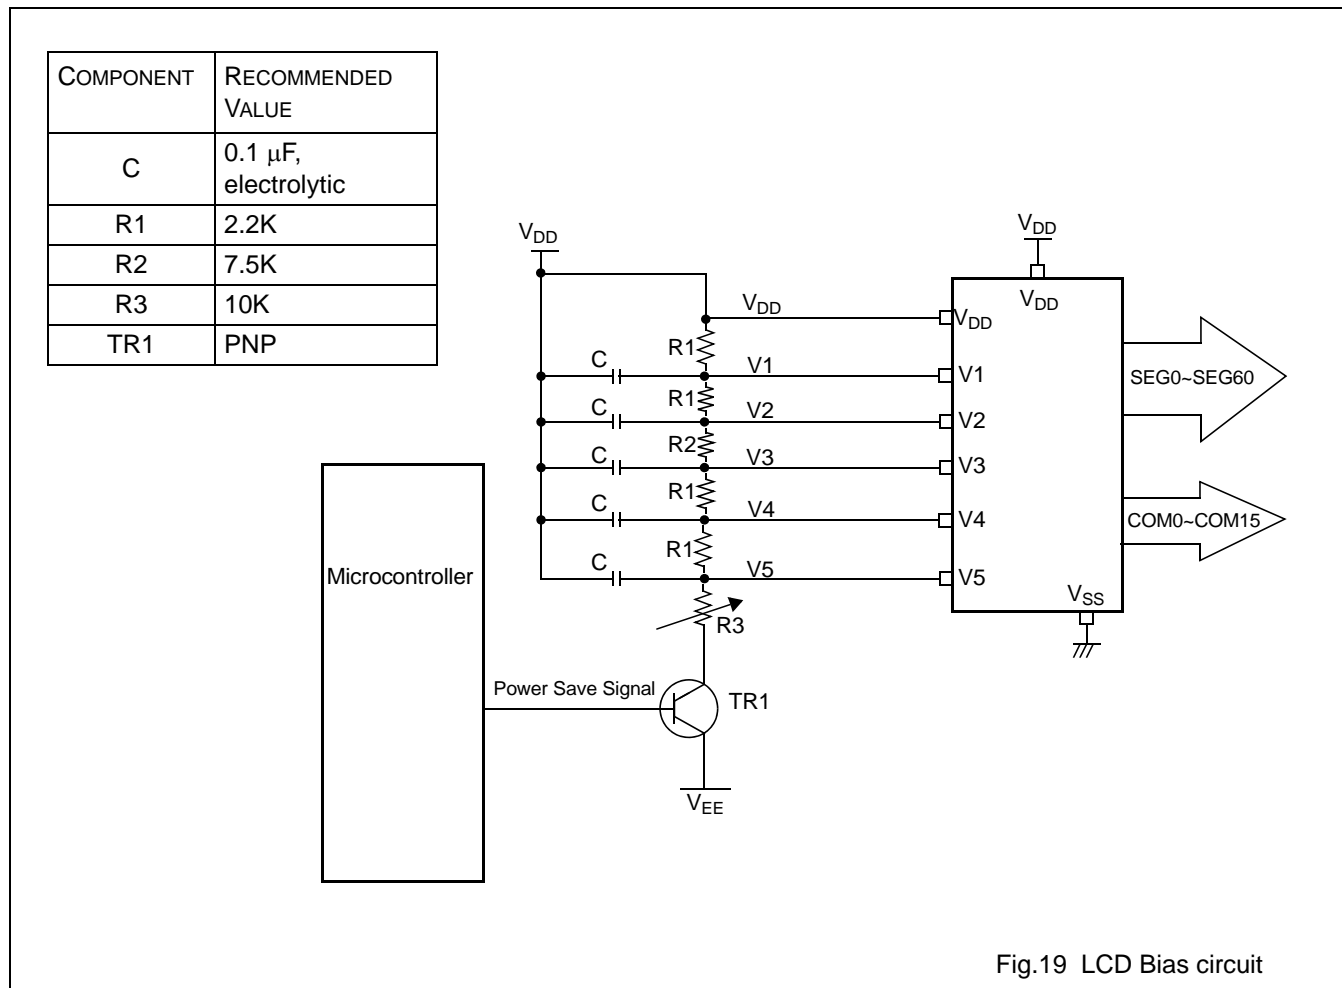 COMPONENT RECOMMENDED
VALUE
C 0.1 μF,
electrolytic
R1 2.2K
R2 7.5K
R3 10K
TR1 PNP
VDD
VDD
VDD
VDD
VDD
R1
C
V1
V1
SEG0~SEG60
R1
C
V2
V2
R2
C
V3
V3
R1
C
V4
V4
COM0~COM15
R1
C
V5
V5
Microcontroller
VSS
R3
Power Save Signal
TR1
VEE
Fig.19 LCD Bias circuit